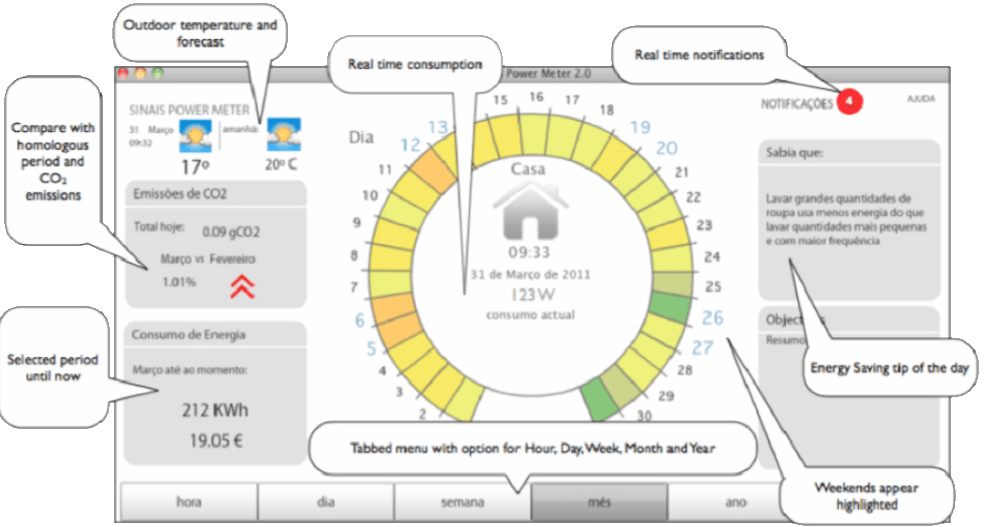 Outdoor temperature and
forecast
Real time consumption
Real time notifications
Compare with
homologous
period and
CO₂
emissions
Selected period
until now
Power Meter 2.0
SINAIS POWER METER
31 Março
09:32
amanhã:
17º
20º C
Emissões de CO2
Total hoje: 0.09 gCO2
Março vs Fevereiro
1.01%
Consumo de Energia
Março até ao momento:
212 KWh
19.05 €
Dia
2
3
4
5
6
7
8
9
10
11
12
13
15
16
17
18
19
20
21
22
23
24
25
26
27
28
29
30
Casa
09:33
31 de Março de 2011
123W
consumo actual
NOTIFICAÇÕES 4
AJUDA
Sabia que:
Lavar grandes quantidades de
roupa usa menos energia do que
lavar quantidades mais pequenas
e com maior frequência
Resumo
Energy Saving tip of the day
Tabbed menu with option for Hour, Day, Week, Month and Year
Weekends appear
highlighted
hora
dia
semana
mês
ano